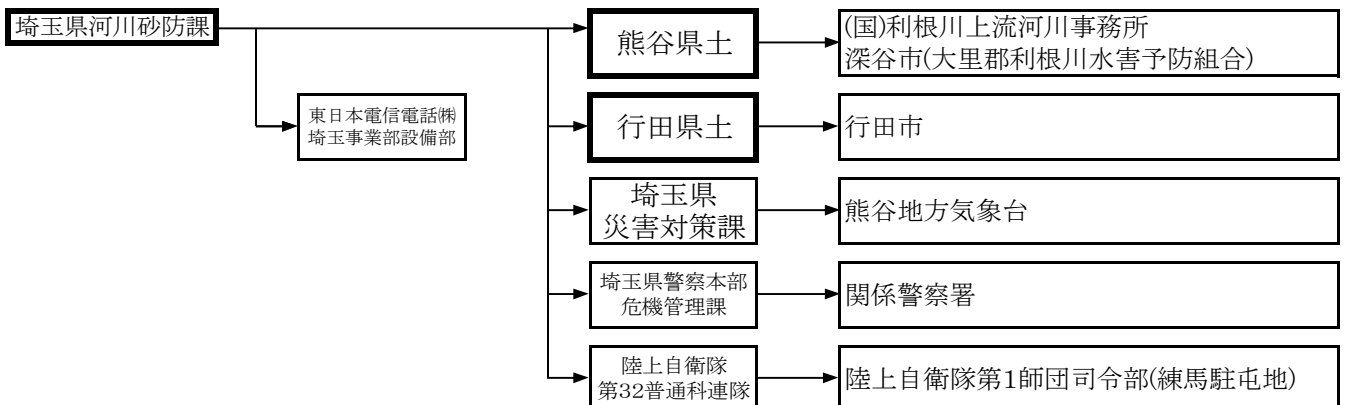 埼玉県河川砂防課
東日本電信電話㈱
埼玉事業部設備部
熊谷県土
(国)利根川上流河川事務所
深谷市(大里郡利根川水害予防組合)
行田県土
行田市
埼玉県
災害対策課
熊谷地方気象台
埼玉県警察本部
危機管理課
関係警察署
陸上自衛隊
第32普通科連隊
陸上自衛隊第1師団司令部(練馬駐屯地)